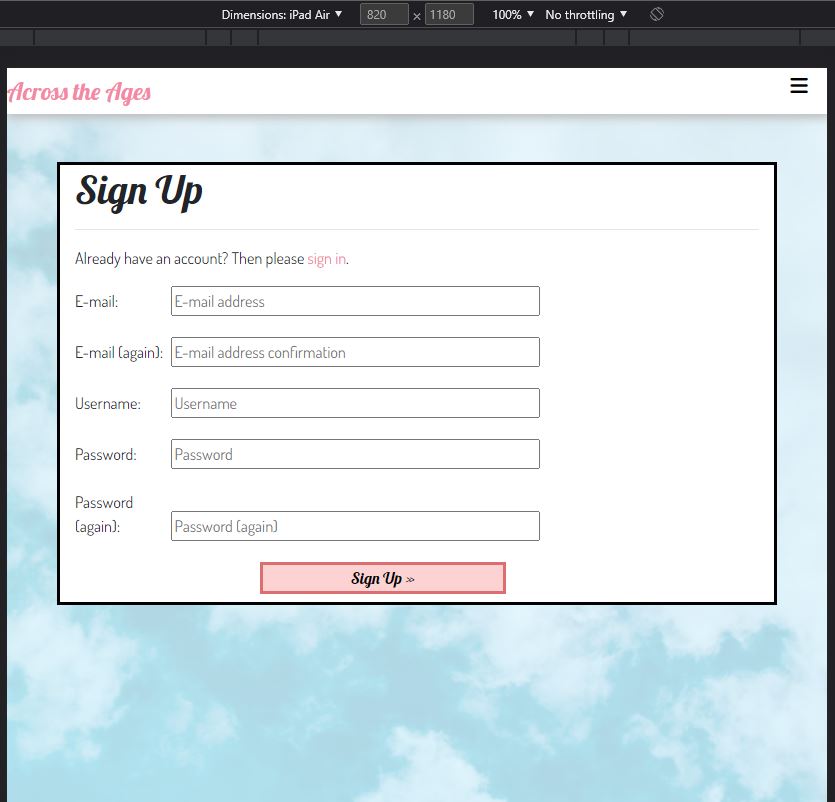 Dimensions: iPad Air ▼ 820 × 1180 100% ▼ No throttling ▼
Across the Ages
Sign Up
Already have an account? Then please sign in.
E-mail: E-mail address
E-mail (again): E-mail address confirmation
Username: Username
Password: Password
Password
(again): Password (again)
Sign Up »